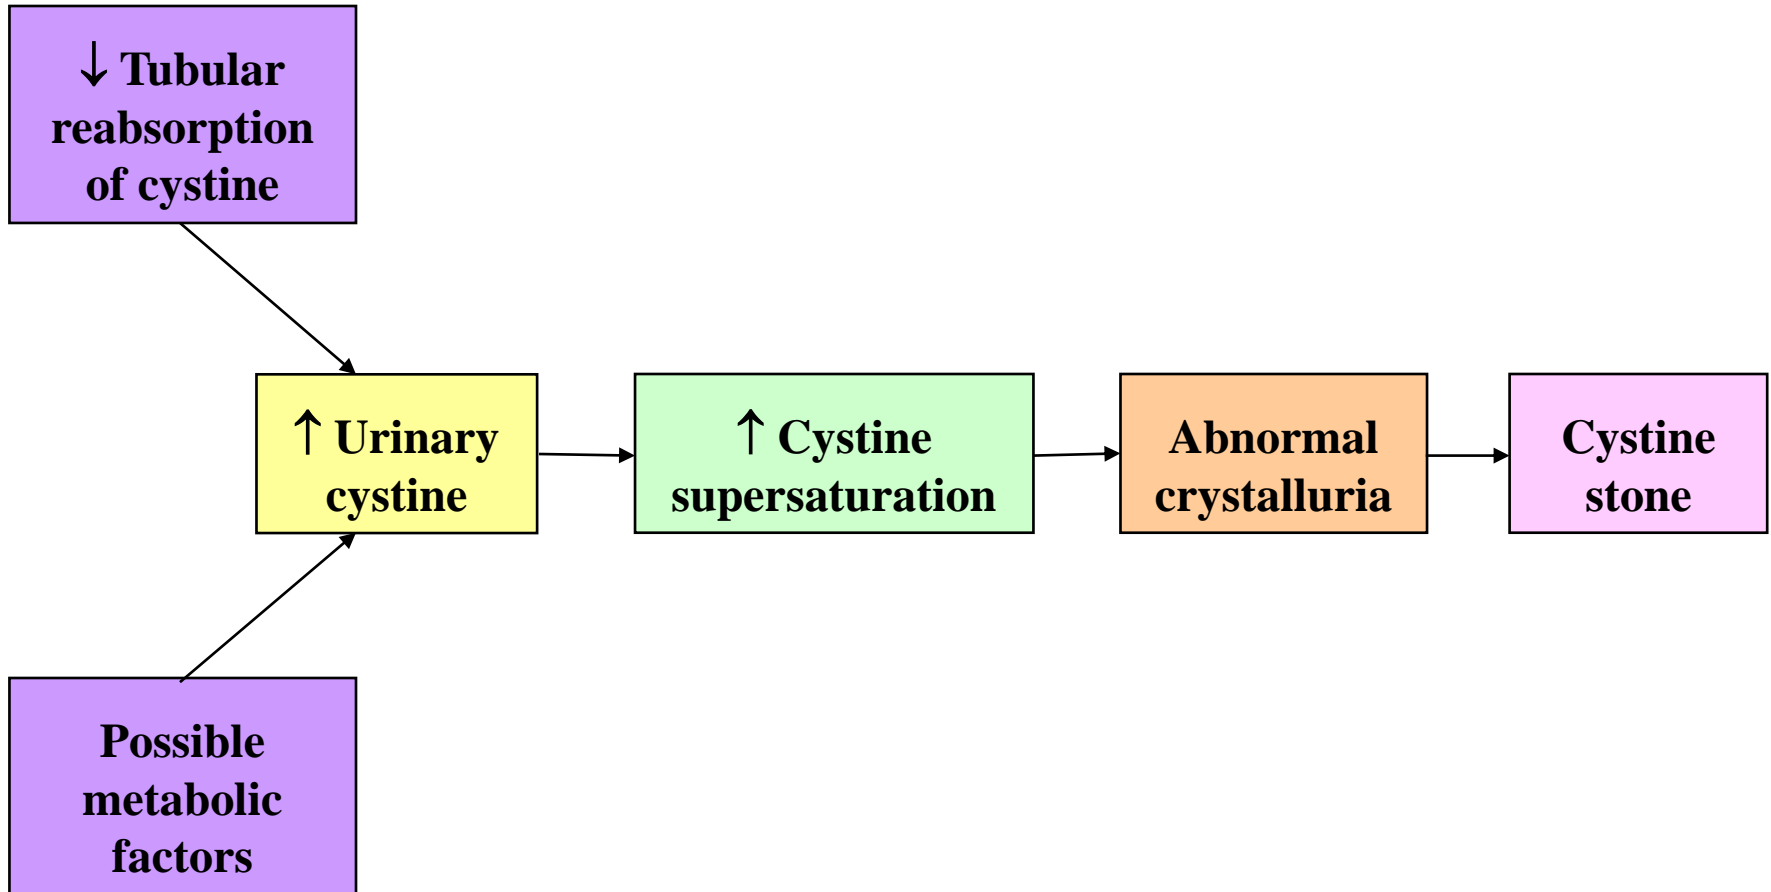 ↓ Tubular
reabsorption
of cystine
↑ Urinary
cystine
↑ Cystine
supersaturation
Abnormal
crystalluria
Cystine
stone
Possible
metabolic
factors